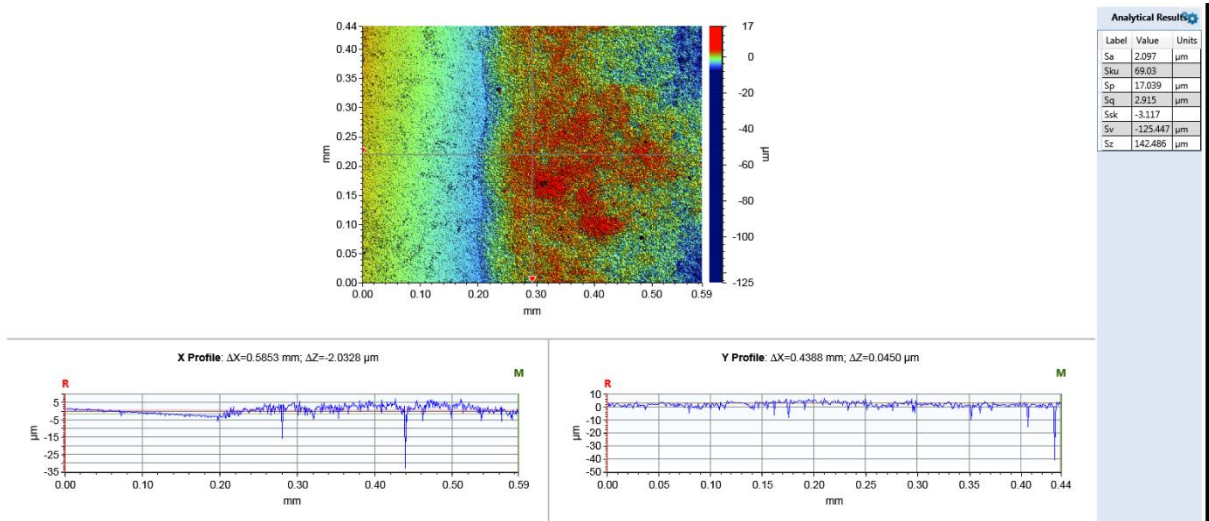 Analytical Results
Label Value Units
Sa 2.097 µm
Sku 69.03
Sp 17.039 µm
Sq 2.915 µm
Ssk -3.117
Sv -125.447 µm
Sz 142.486 µm
0.44
0.40
0.35
0.30
0.25
0.20
0.15
0.10
0.05
0.00
mm
0.00 0.10 0.20 0.30 0.40 0.50 0.59
mm
17
0
-20
-40
-60
-80
-100
-125
µm
X Profile: ΔX=0.5853 mm; ΔZ=-2.0328 µm
R M
5
-5
-15
-25
-35
µm
0.00 0.10 0.20 0.30 0.40 0.50 0.59
mm
Y Profile: ΔX=0.4388 mm; ΔZ=0.0450 µm
R M
10
0
-10
-20
-30
-40
-50
µm
0.00 0.05 0.10 0.15 0.20 0.25 0.30 0.35 0.40 0.44
mm